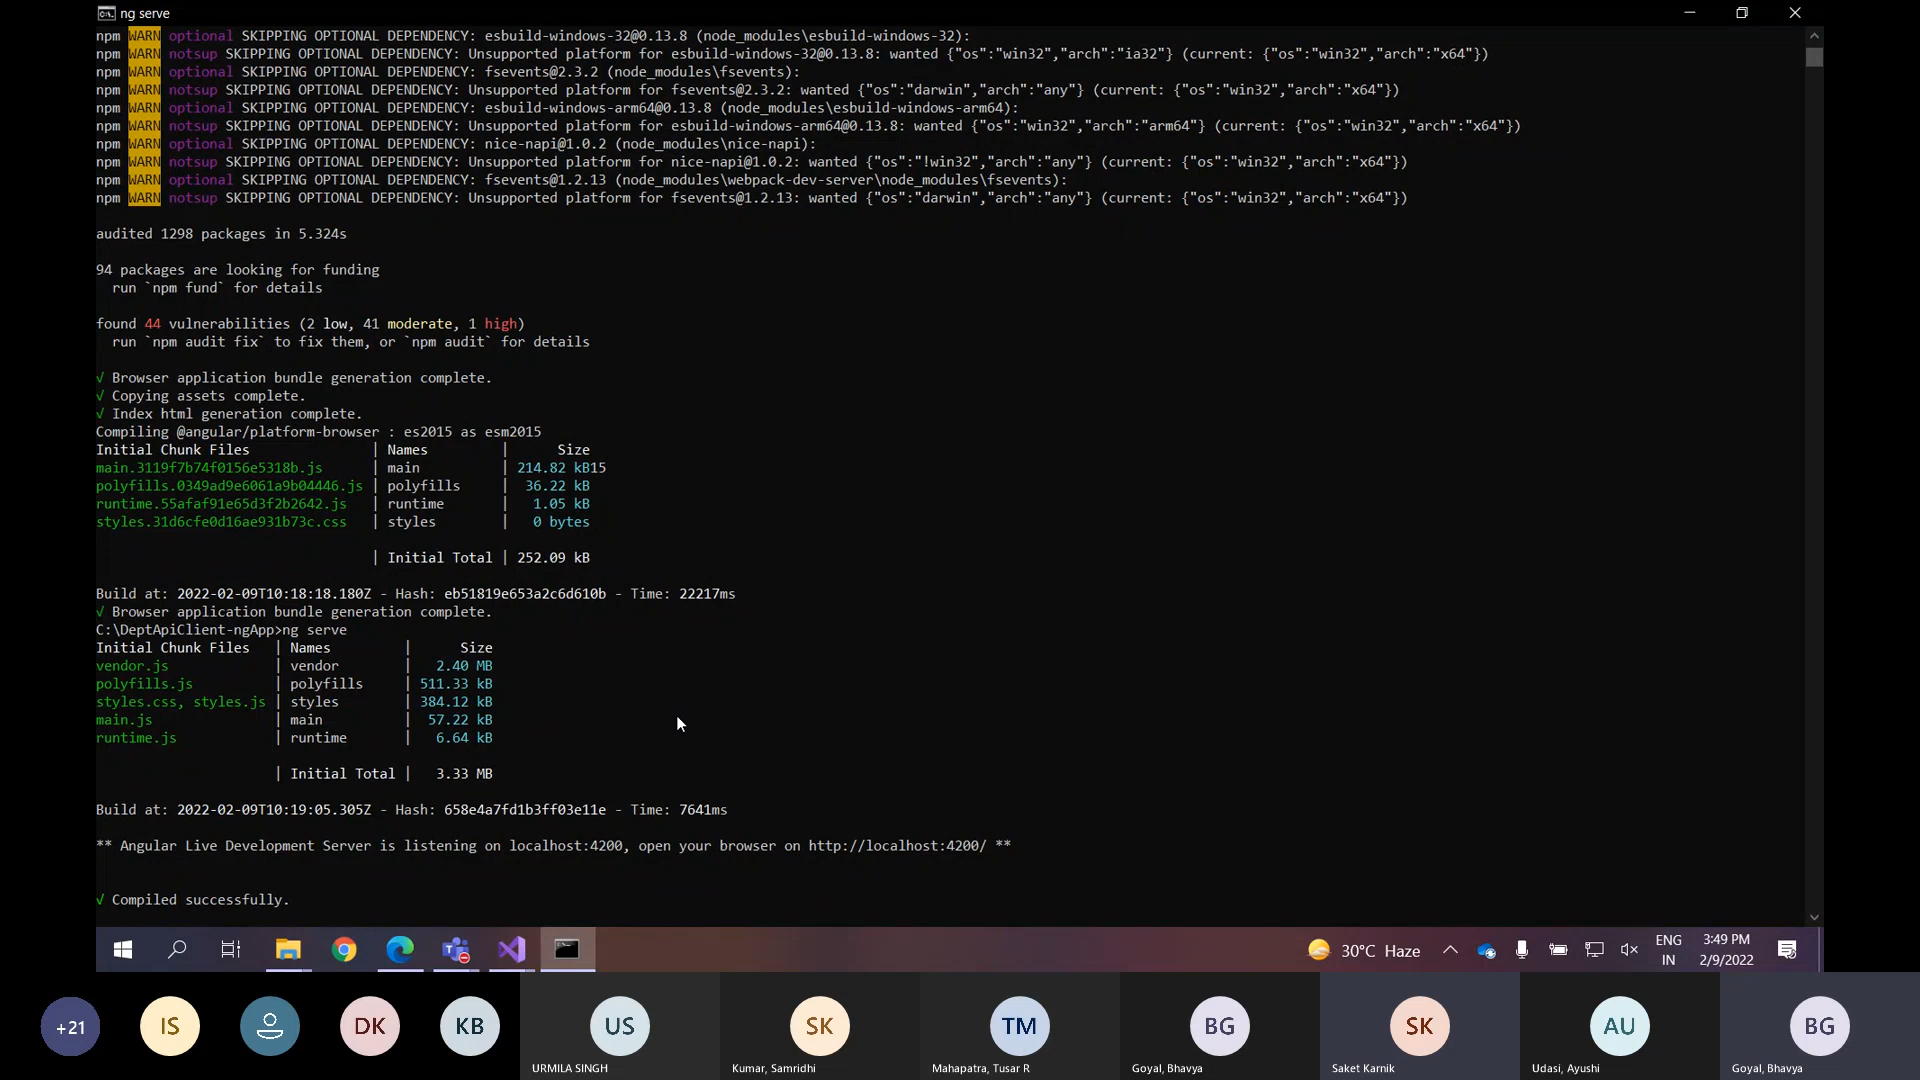 ng serve
npm WARN optional SKIPPING OPTIONAL DEPENDENCY: esbuild-windows-32@0.13.8 (node_modules\esbuild-windows-32):
npm WARN notsup SKIPPING OPTIONAL DEPENDENCY: Unsupported platform for esbuild-windows-32@0.13.8: wanted {"os":"win32","arch":"ia32"} (current: {"os":"win32","arch":"x64"})
npm WARN optional SKIPPING OPTIONAL DEPENDENCY: fsevents@2.3.2 (node_modules\fsevents):
npm WARN notsup SKIPPING OPTIONAL DEPENDENCY: Unsupported platform for fsevents@2.3.2: wanted {"os":"darwin","arch":"any"} (current: {"os":"win32","arch":"x64"})
npm WARN optional SKIPPING OPTIONAL DEPENDENCY: esbuild-windows-arm64@0.13.8 (node_modules\esbuild-windows-arm64):
npm WARN notsup SKIPPING OPTIONAL DEPENDENCY: Unsupported platform for esbuild-windows-arm64@0.13.8: wanted {"os":"win32","arch":"arm64"} (current: {"os":"win32","arch":"x64"})
npm WARN optional SKIPPING OPTIONAL DEPENDENCY: nice-napi@1.0.2 (node_modules\nice-napi):
npm WARN notsup SKIPPING OPTIONAL DEPENDENCY: Unsupported platform for nice-napi@1.0.2: wanted {"os":"!win32","arch":"any"} (current: {"os":"win32","arch":"x64"})
npm WARN optional SKIPPING OPTIONAL DEPENDENCY: fsevents@1.2.13 (node_modules\webpack-dev-server\node_modules\fsevents):
npm WARN notsup SKIPPING OPTIONAL DEPENDENCY: Unsupported platform for fsevents@1.2.13: wanted {"os":"darwin","arch":"any"} (current: {"os":"win32","arch":"x64"})
audited 1298 packages in 5.324s
94 packages are looking for funding
run `npm fund` for details
found 44 vulnerabilities (2 low, 41 moderate, 1 high)
run `npm audit fix` to fix them, or `npm audit` for details
√ Browser application bundle generation complete.
√ Copying assets complete.
√ Index html generation complete.
Compiling @angular/platform-browser : es2015 as esm2015
Initial Chunk Files | Names | Size
main.3119f7b74f0156e5318b.js | main | 214.82 kB15
polyfills.0349ad9e6061a9b04446.js | polyfills | 36.22 kB
runtime.55afaf91e65d3f2b2642.js | runtime | 1.05 kB
styles.31d6cfe0d16ae931b73c.css | styles | 0 bytes
| Initial Total | 252.09 kB
Build at: 2022-02-09T10:18:18.180Z - Hash: eb51819e653a2c6d610b - Time: 22217ms
√ Browser application bundle generation complete.
C:\DeptApiClient-ngApp>ng serve
Initial Chunk Files | Names | Size
vendor.js | vendor | 2.40 MB
polyfills.js | polyfills | 511.33 kB
styles.css, styles.js | styles | 384.12 kB
main.js | main | 57.22 kB
runtime.js | runtime | 6.64 kB
| Initial Total | 3.33 MB
Build at: 2022-02-09T10:19:05.305Z - Hash: 658e4a7fd1b3ff03e11e - Time: 7641ms
** Angular Live Development Server is listening on localhost:4200, open your browser on http://localhost:4200/ **
√ Compiled successfully.
30°C Haze
ENG
IN
3:49 PM
2/9/2022
+21
IS
DK
KB
US
SK
TM
BG
SK
AU
BG
URMILA SINGH
Kumar, Samridhi
Mahapatra, Tusar R
Goyal, Bhavya
Saket Karnik
Udasi, Ayushi
Goyal, Bhavya